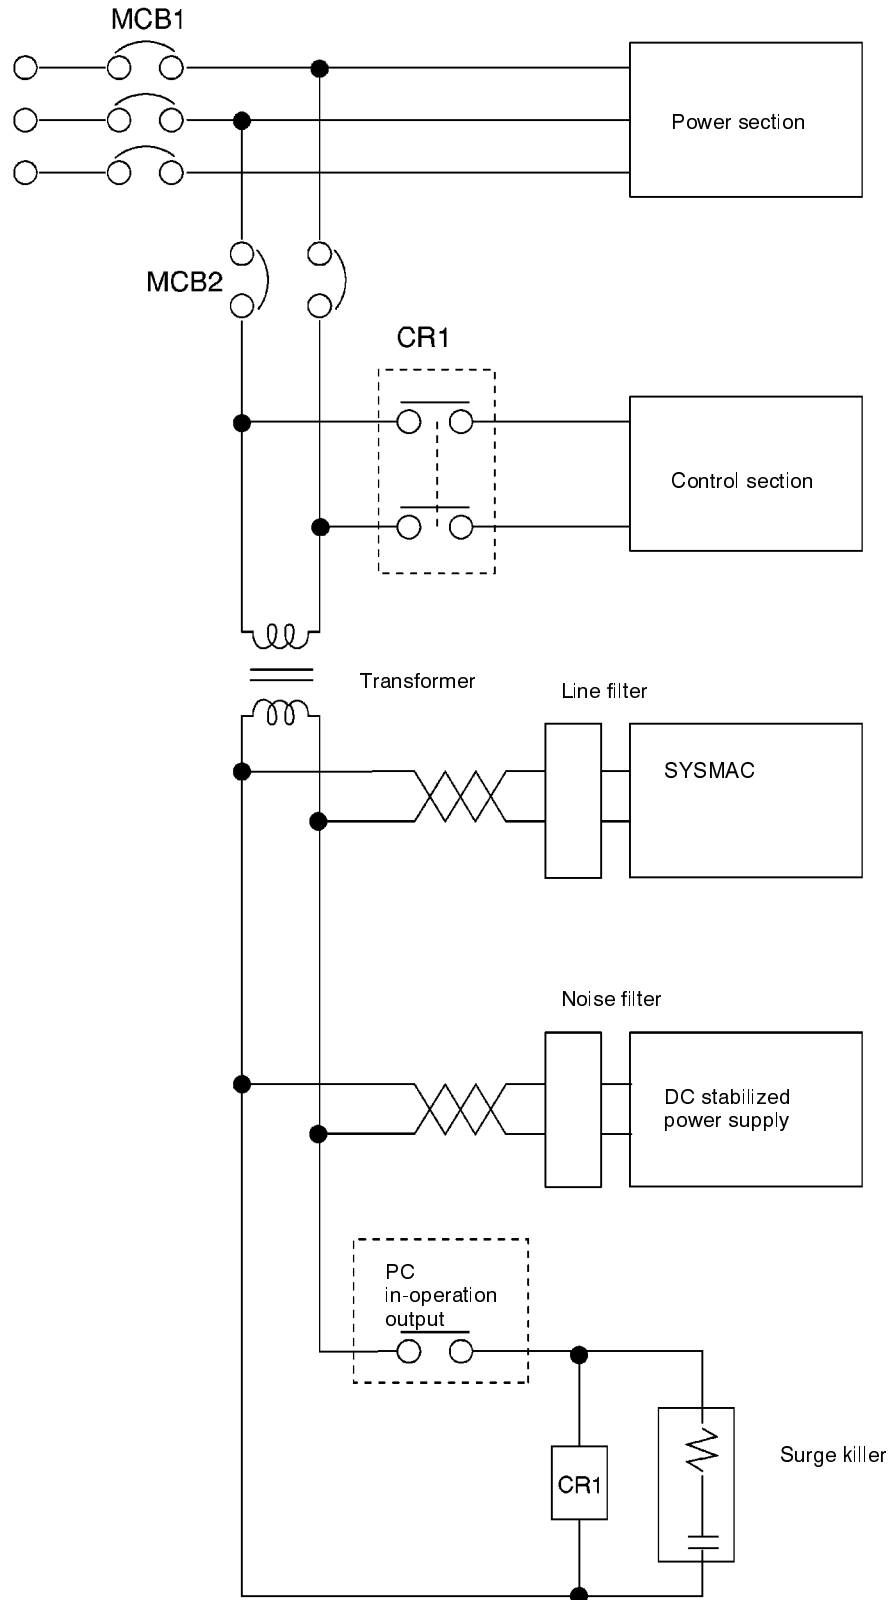 MCB1
Power section
MCB2
CR1
Control section
Transformer
Line filter
SYSMAC
Noise filter
DC stabilized
power supply
PC
in-operation
output
Surge killer
CR1